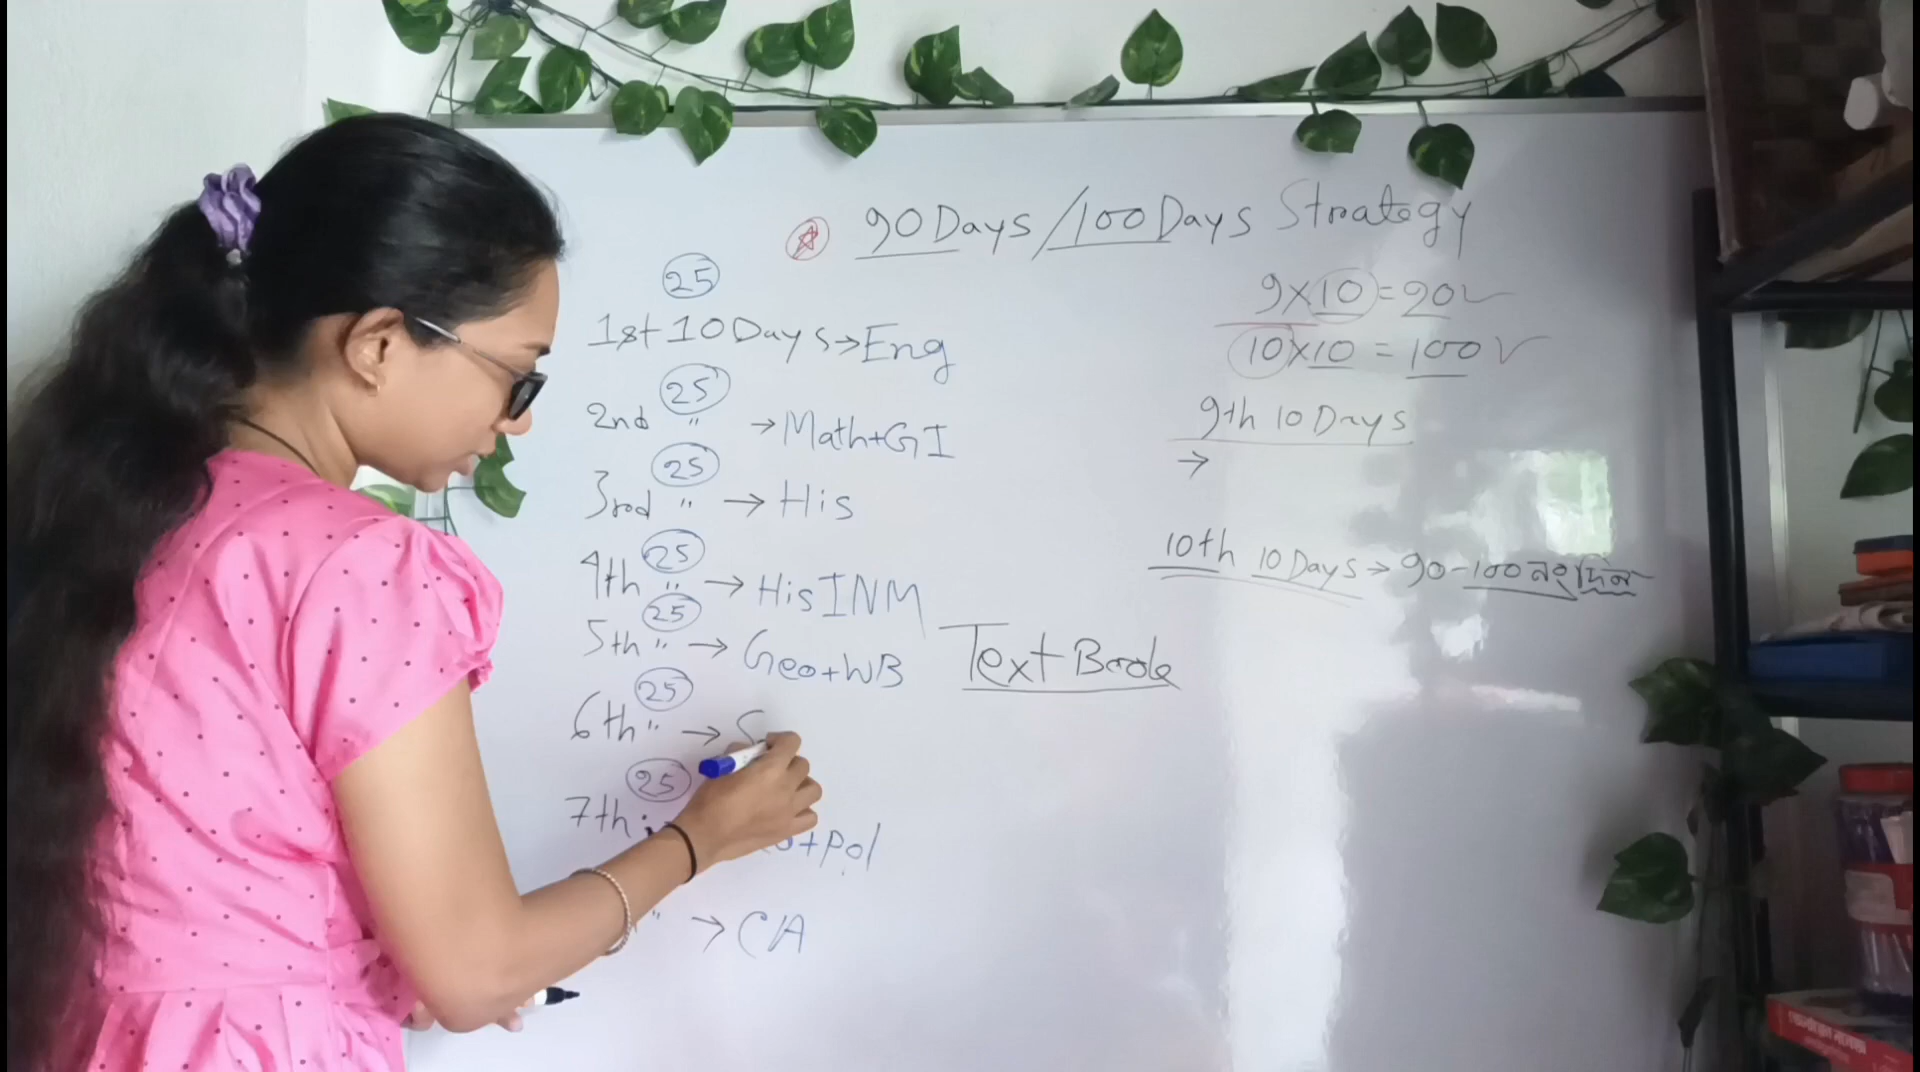 90 Days / 100 Days Strategy
25
1st 10 Days → Eng
25
2nd " → Math+GI
25
3rd " → His
25
4th " → His INM
25
5th " → Geo+WB
25
6th " → S
25
7th
+Pol
" → CA
Text Book
9×10=90
10×10=100
9th 10 Days
→
10th 10 Days → 90-100 নং দিন